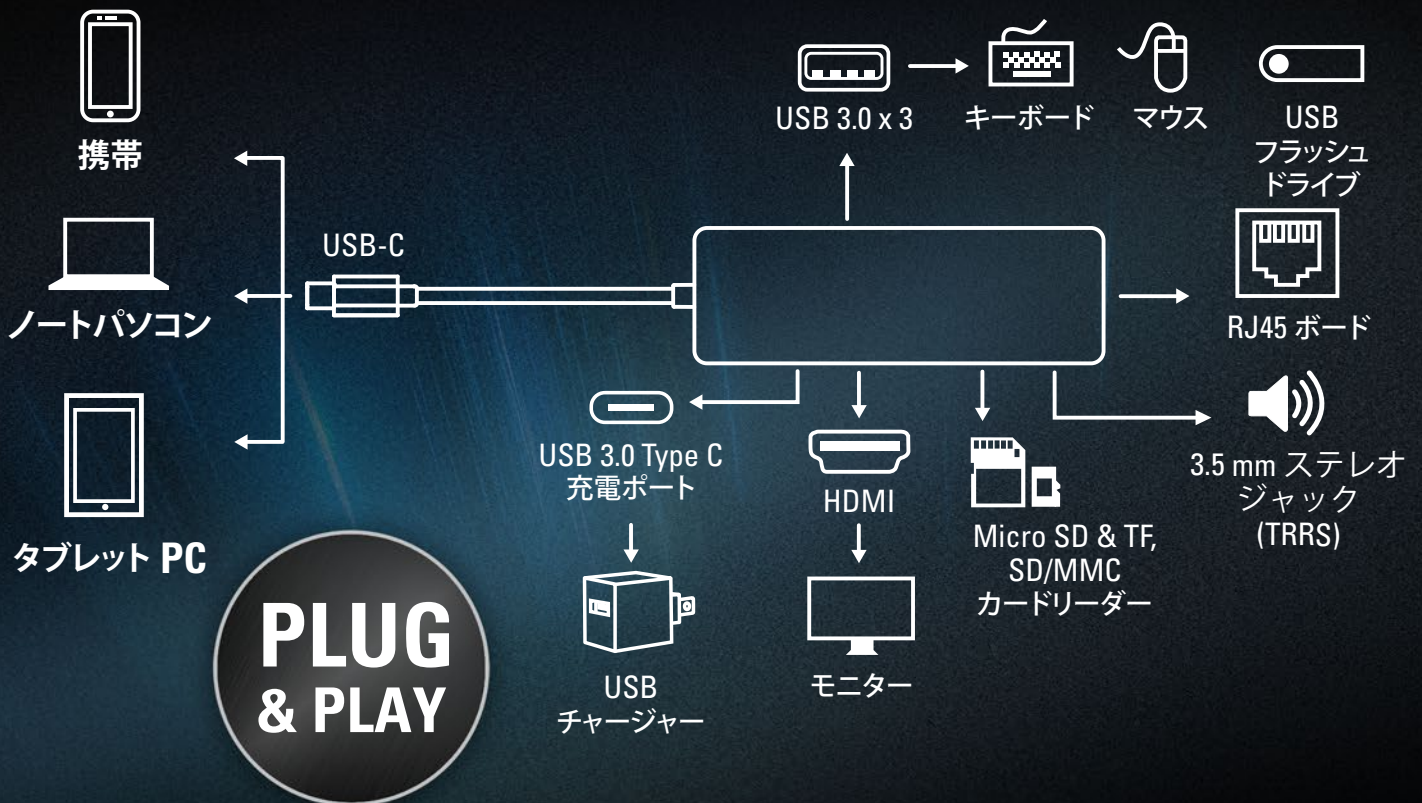 携帯
ノートパソコン
タブレット PC
USB-C
USB 3.0 x 3
キーボード
マウス
USB
フラッシュ
ドライブ
RJ45 ボード
3.5 mm ステレオ
ジャック
(TRRS)
USB 3.0 Type C
充電ポート
USB
チャージャー
HDMI
モニター
Micro SD & TF,
SD/MMC
カードリーダー
PLUG
& PLAY